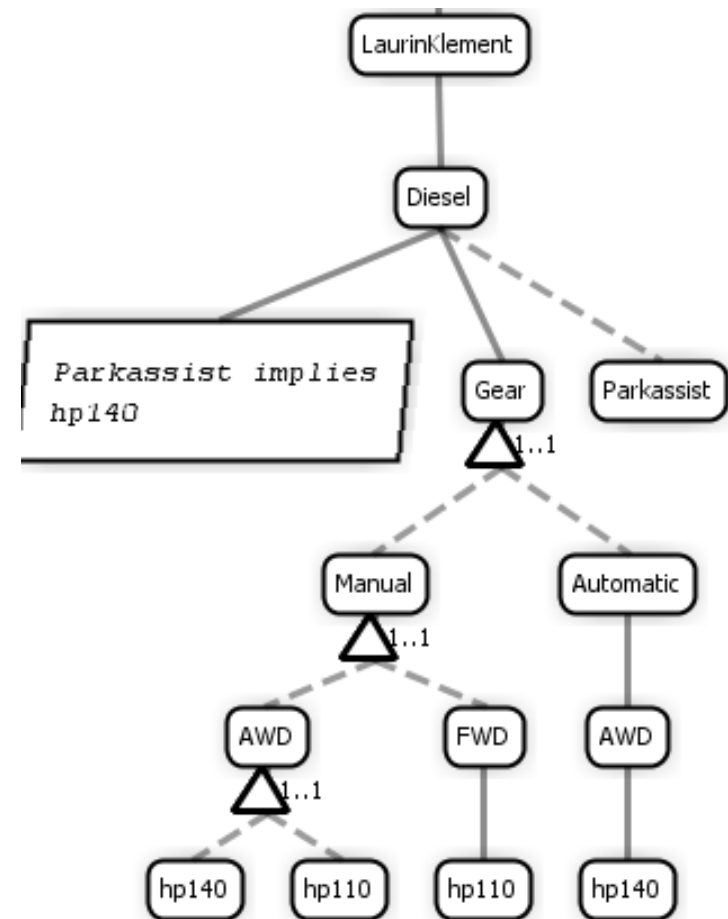 LaurinKlement
Diesel
Parkassist implies
hp140
Gear
Parkassist
1..1
Manual
Automatic
1..1
AWD
FWD
AWD
1..1
hp140
hp110
hp110
hp140